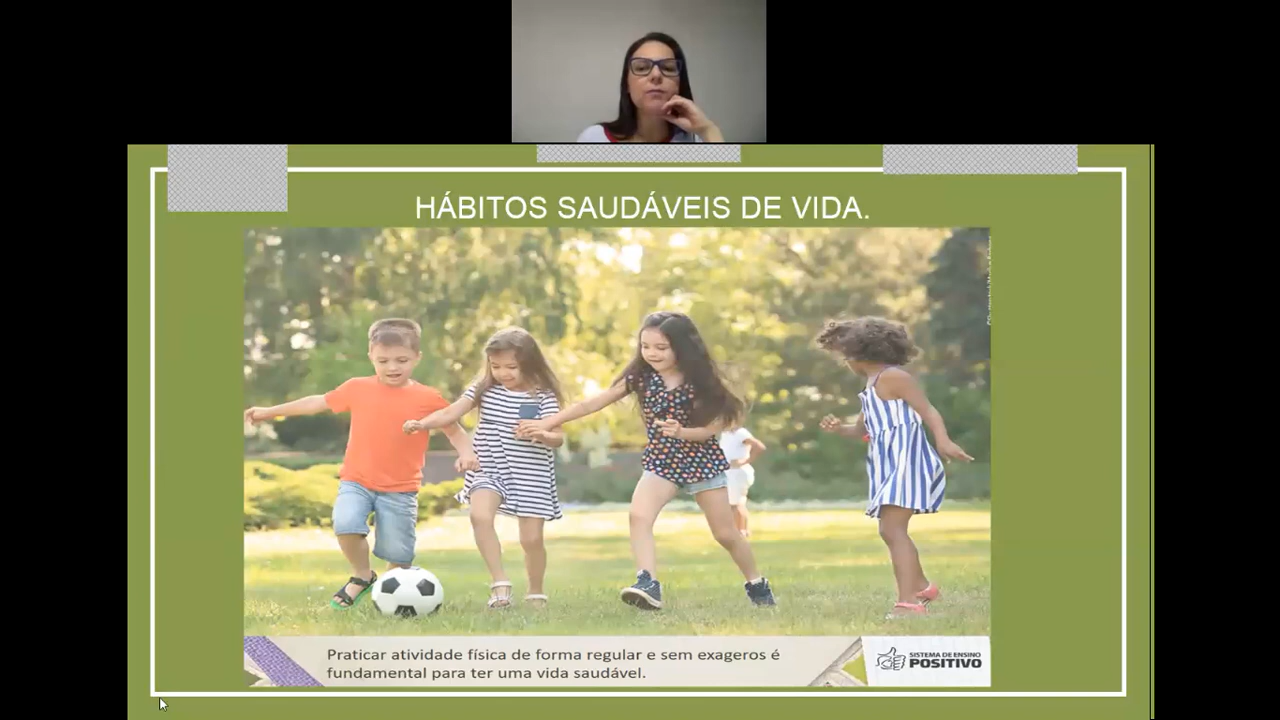 HÁBITOS SAUDÁVEIS DE VIDA.
Praticar atividade física de forma regular e sem exageros é
fundamental para ter uma vida saudável.
SISTEMA DE ENSINO
POSITIVO